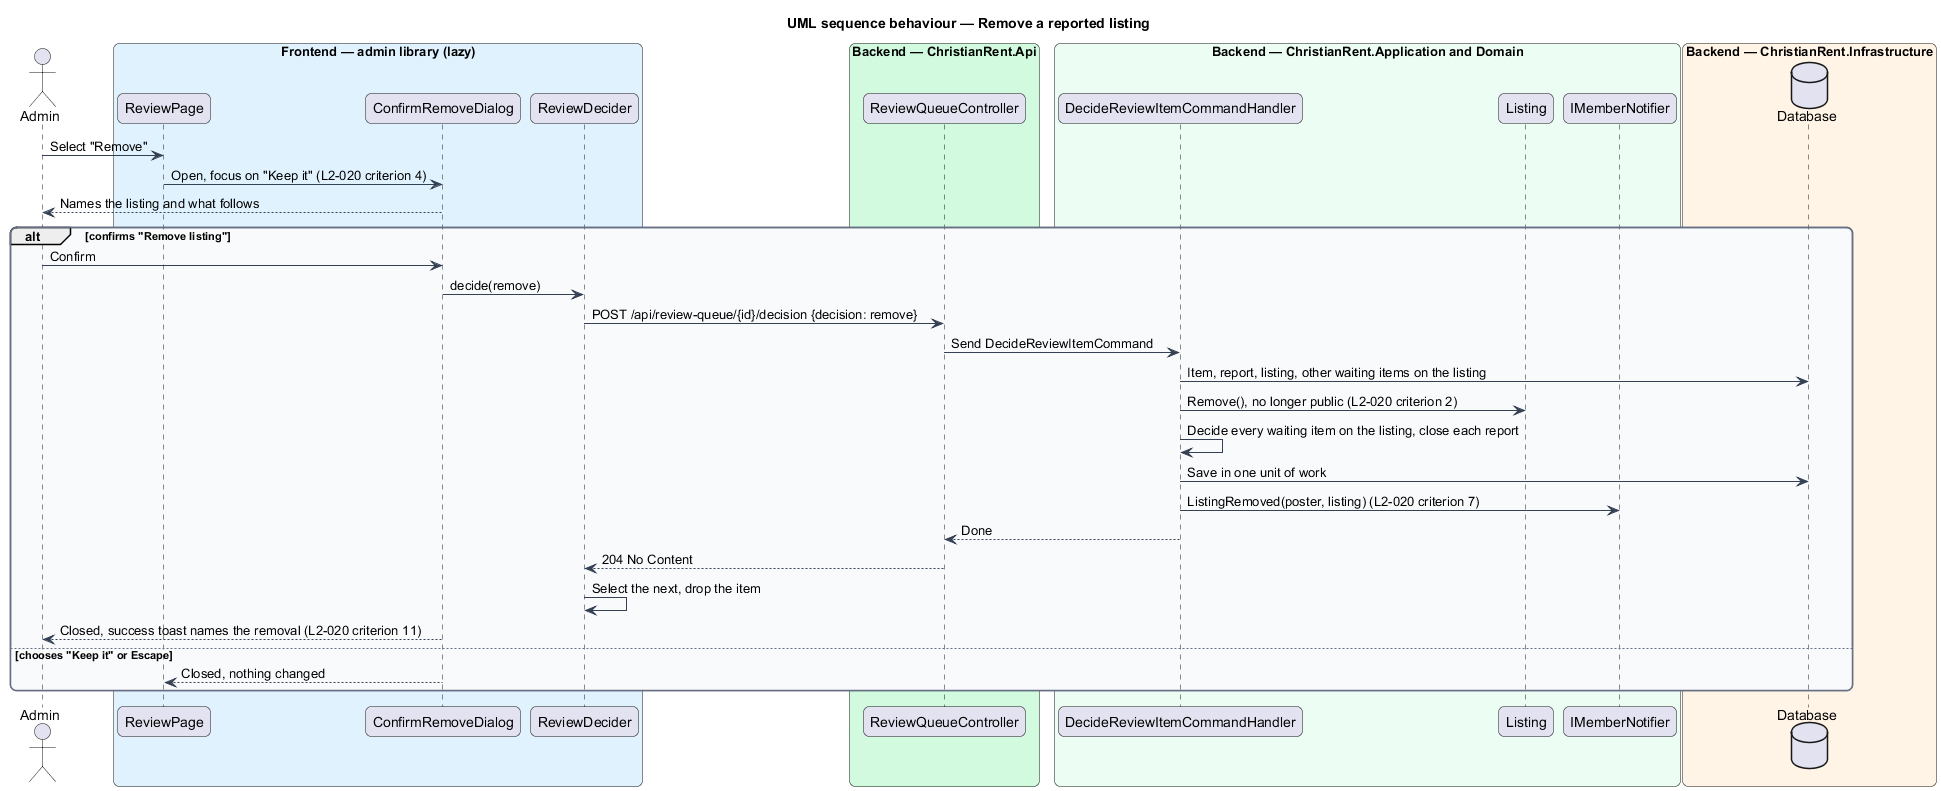 UML sequence behaviour — Remove a reported listing
Frontend — admin library (lazy)
Backend — ChristianRent.Api
Backend — ChristianRent.Application and Domain
Backend — ChristianRent.Infrastructure
Admin
ReviewPage
ConfirmRemoveDialog
ReviewDecider
ReviewQueueController
DecideReviewItemCommandHandler
Listing
IMemberNotifier
Database
Select "Remove"
Open, focus on "Keep it" (L2-020 criterion 4)
Names the listing and what follows
alt
[confirms "Remove listing"]
Confirm
decide(remove)
POST /api/review-queue/{id}/decision {decision: remove}
Send DecideReviewItemCommand
Item, report, listing, other waiting items on the listing
Remove(), no longer public (L2-020 criterion 2)
Decide every waiting item on the listing, close each report
Save in one unit of work
ListingRemoved(poster, listing) (L2-020 criterion 7)
Done
204 No Content
Select the next, drop the item
Closed, success toast names the removal (L2-020 criterion 11)
[chooses "Keep it" or Escape]
Closed, nothing changed
Admin
ReviewPage
ConfirmRemoveDialog
ReviewDecider
ReviewQueueController
DecideReviewItemCommandHandler
Listing
IMemberNotifier
Database